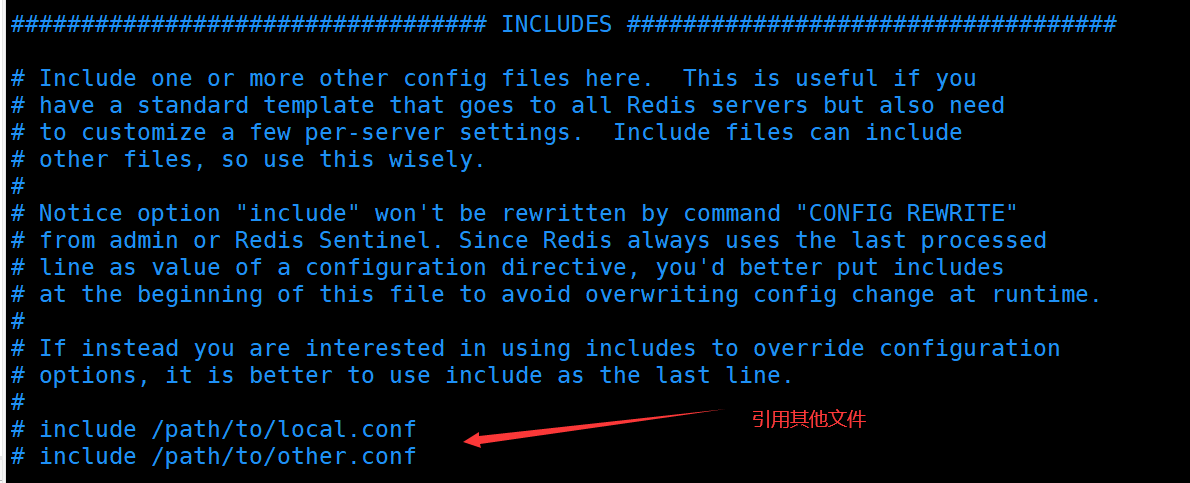 ################################## INCLUDES ###################################
# Include one or more other config files here.  This is useful if you
# have a standard template that goes to all Redis servers but also need
# to customize a few per-server settings.  Include files can include
# other files, so use this wisely.
#
# Notice option "include" won't be rewritten by command "CONFIG REWRITE"
# from admin or Redis Sentinel. Since Redis always uses the last processed
# line as value of a configuration directive, you'd better put includes
# at the beginning of this file to avoid overwriting config change at runtime.
#
# If instead you are interested in using includes to override configuration
# options, it is better to use include as the last line.
#
# include /path/to/local.conf
引用其他文件
# include /path/to/other.conf